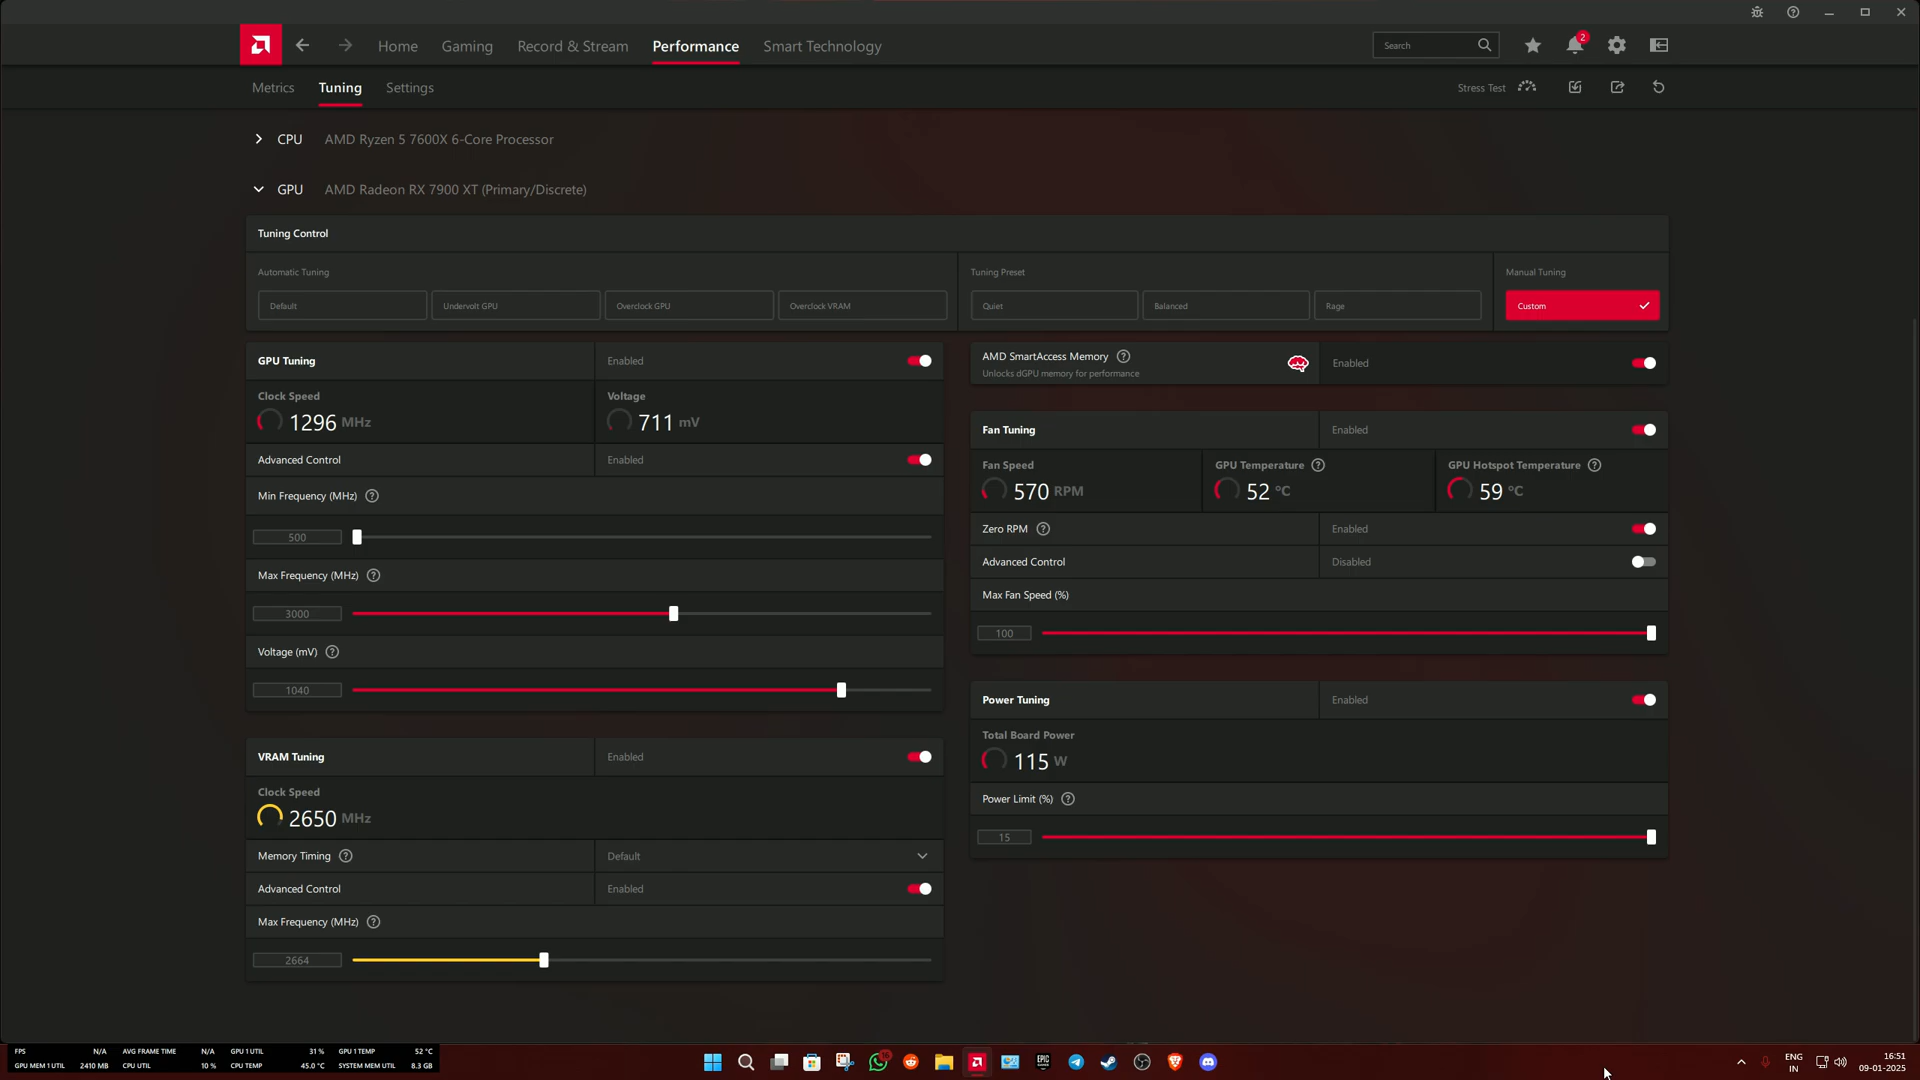 Home
Gaming
Record & Stream
Performance
Smart Technology
Search
2
Metrics
Tuning
Settings
Stress Test
CPU AMD Ryzen 5 7600X 6-Core Processor
GPU AMD Radeon RX 7900 XT (Primary/Discrete)
Tuning Control
Automatic Tuning
Default
Undervolt GPU
Overclock GPU
Overclock VRAM
Tuning Preset
Quiet
Balanced
Rage
Manual Tuning
Custom
GPU Tuning
Enabled
Clock Speed
1296 MHz
Voltage
711 mV
Advanced Control
Enabled
Min Frequency (MHz)
500
Max Frequency (MHz)
3000
Voltage (mV)
1040
VRAM Tuning
Enabled
Clock Speed
2650 MHz
Memory Timing
Default
Advanced Control
Enabled
Max Frequency (MHz)
2664
AMD SmartAccess Memory
Unlocks dGPU memory for performance
Enabled
Fan Tuning
Enabled
Fan Speed
570 RPM
GPU Temperature
52 °C
GPU Hotspot Temperature
59 °C
Zero RPM
Enabled
Advanced Control
Disabled
Max Fan Speed (%)
100
Power Tuning
Enabled
Total Board Power
115 W
Power Limit (%)
15
FPS N/A AVG FRAME TIME N/A GPU 1 UTIL 31 % GPU 1 TEMP 52 °C
GPU MEM 1 UTIL 2410 MB CPU UTIL 10 % CPU TEMP 45.0 °C SYSTEM MEM UTIL 8.3 GB
EPIC
GAMES
ENG
IN
16:51
09-01-2025